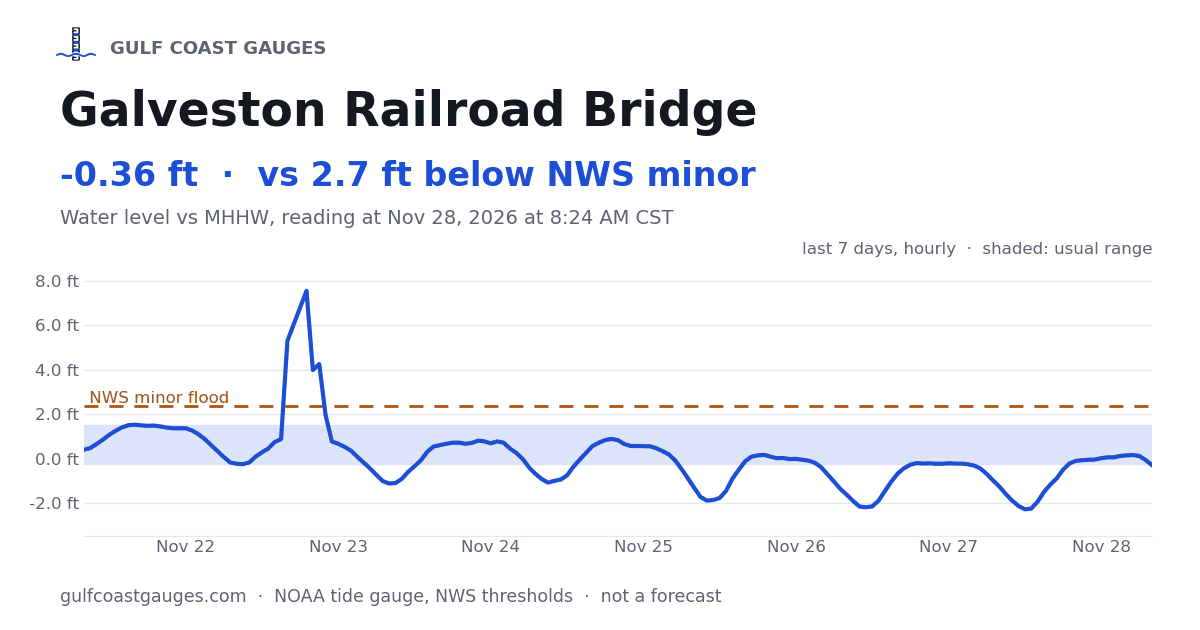 GULF COAST GAUGES
Galveston Railroad Bridge
-0.36 ft · vs 2.7 ft below NWS minor
Water level vs MHHW, reading at Nov 28, 2026 at 8:24 AM CST
last 7 days, hourly · shaded: usual range
8.0 ft
6.0 ft
4.0 ft
NWS minor flood
2.0 ft
0.0 ft
-2.0 ft
Nov 22 Nov 23 Nov 24 Nov 25 Nov 26 Nov 27 Nov 28
gulfcoastgauges.com · NOAA tide gauge, NWS thresholds · not a forecast